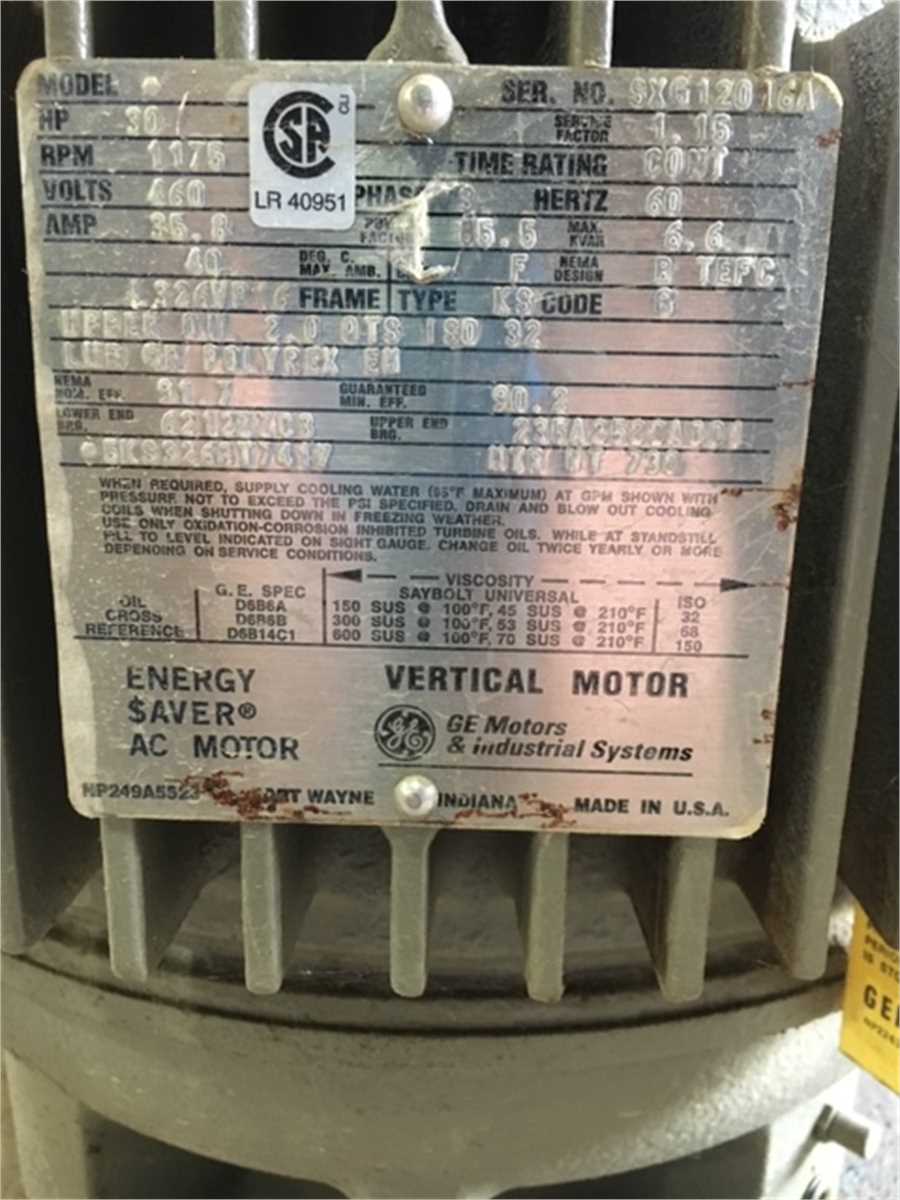 MODEL SER. NO. SXG12016A
HP 30 SERVICE FACTOR 1.15
RPM 1175 TIME RATING CONT
VOLTS 460 PHASE 3 HERTZ 60
AMP 35.8 POWER FACTOR 85.5 MAX. KVAR 6.6
40 DEG. C. MAX. AMB. F NEMA DESIGN B TEFC
FRAME TYPE KS CODE G
UPPER 2.0 QTS ISO 32
POLYREX EM
NEMA NOM. EFF. 91.7 GUARANTEED MIN. EFF. 90.2
LOWER END BRG. UPPER END BRG.
WHEN REQUIRED, SUPPLY COOLING WATER (95°F MAXIMUM) AT GPM SHOWN WITH
PRESSURE NOT TO EXCEED THE PSI SPECIFIED. DRAIN AND BLOW OUT COOLING
COILS WHEN SHUTTING DOWN IN FREEZING WEATHER.
USE ONLY OXIDATION-CORROSION INHIBITED TURBINE OILS. WHILE AT STANDSTILL
FILL TO LEVEL INDICATED ON SIGHT GAUGE. CHANGE OIL TWICE YEARLY OR MORE
DEPENDING ON SERVICE CONDITIONS.
OIL CROSS REFERENCE
G.E. SPEC VISCOSITY SAYBOLT UNIVERSAL ISO
D6B6A 150 SUS @ 100°F, 45 SUS @ 210°F 32
D6B6B 300 SUS @ 100°F, 53 SUS @ 210°F 68
D6B14C1 600 SUS @ 100°F, 70 SUS @ 210°F 150
ENERGY
$AVER®
AC MOTOR
VERTICAL MOTOR
GE
GE Motors
& Industrial Systems
NP249A5523 FORT WAYNE INDIANA MADE IN U.S.A.
CSA
LR 40951